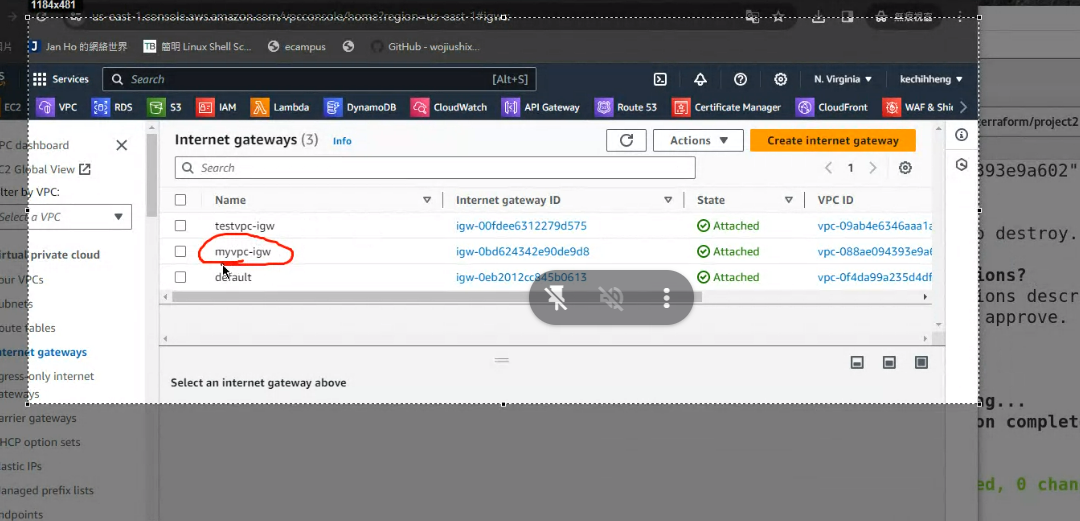 1184x481
us-east-1.console.aws.amazon.com/vpcconsole/home?region=us-east-1#igw:
Jan Ho 的網絡世界
TB 簡明 Linux Shell Sc...
ecampus
GitHub - wojiushix...
Services
Search
[Alt+S]
N. Virginia
kechihheng
EC2
VPC
RDS
S3
IAM
Lambda
DynamoDB
CloudWatch
API Gateway
Route 53
Certificate Manager
CloudFront
WAF & Shi
PC dashboard
C2 Global View
lter by VPC:
Select a VPC
irtual private cloud
our VPCs
ubnets
oute tables
nternet gateways
gress-only internet
ateways
arrier gateways
HCP option sets
lastic IPs
anaged prefix lists
ndpoints
Internet gateways (3)
Info
Actions
Create internet gateway
Search
1
Name
Internet gateway ID
State
VPC ID
testvpc-igw
igw-00fdee6312279d575
Attached
vpc-09ab4e6346aaa1a
myvpc-igw
igw-0bd624342e90de9d8
Attached
vpc-088ae094393e9a6
default
igw-0eb2012cc845b0613
Attached
vpc-0f4da99a235d4df
Select an internet gateway above
erraform/project2
393e9a602"
o destroy.
ions?
ions descr
approve.
ng...
on complet
ed, 0 chan